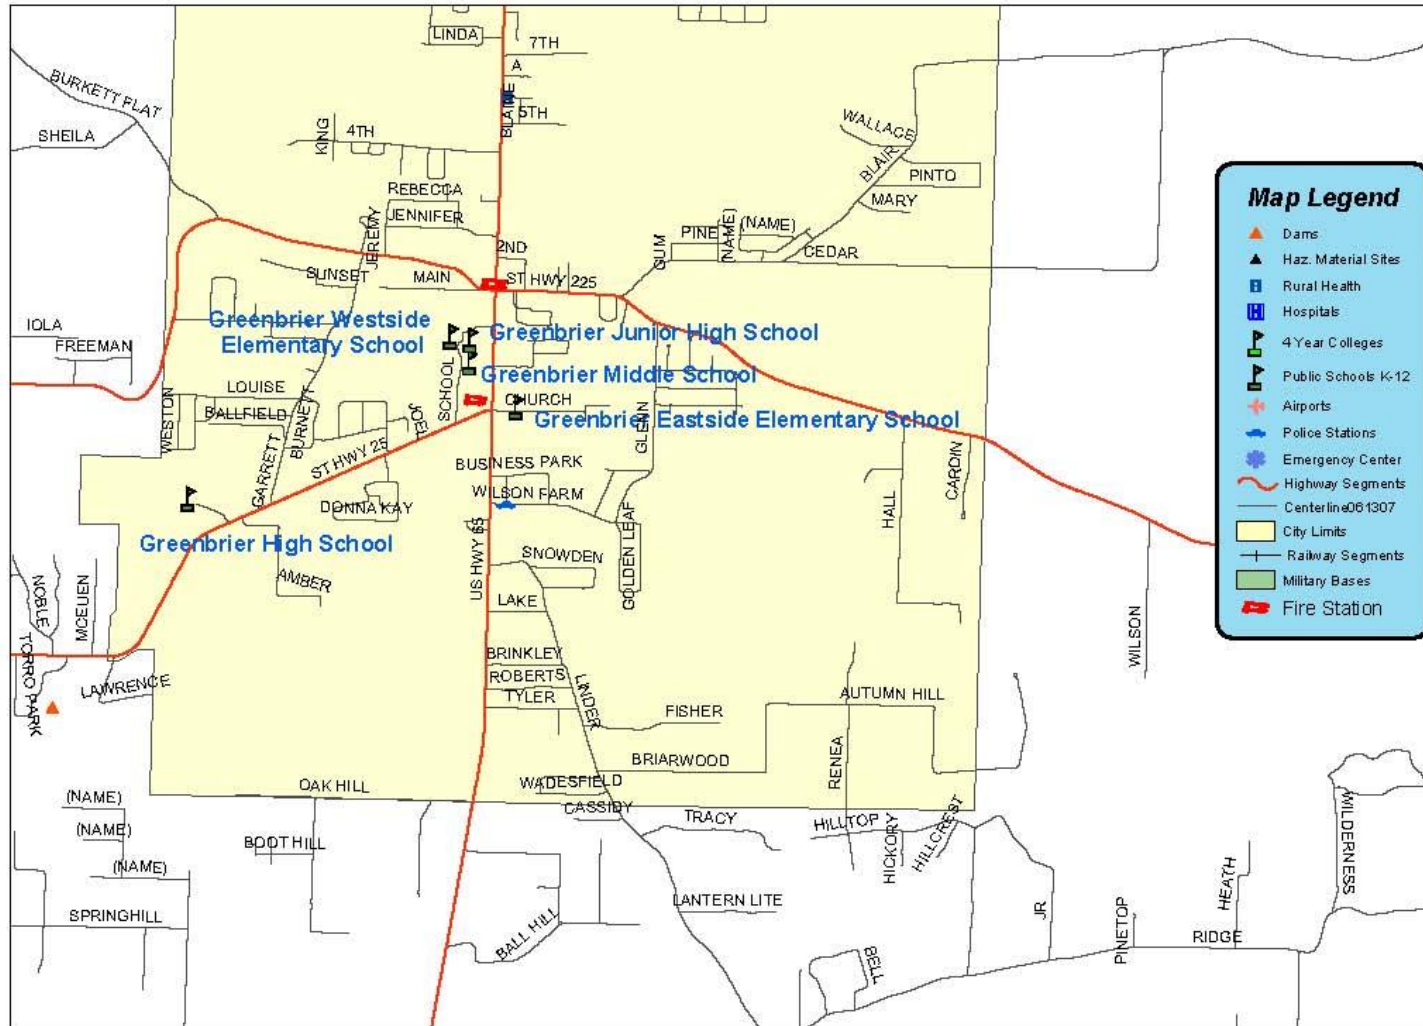 LINDA
7TH
A
BLAINE
5TH
BURKETT FLAT
SHEILA
KING
4TH
WALLACE
BLAIR
PINTO
MARY
REBECCA
JENNIFER
JEREMY
2ND
GUM
PINE
(NAME)
(NAME)
CEDAR
SUNSET
MAIN
ST HWY 225
IOLA
FREEMAN
Greenbrier Westside
Elementary School
Greenbrier Junior High School
Greenbrier Middle School
SCHOOL
CHURCH
Greenbrier Eastside Elementary School
WESTON
LOUISE
BALLFIELD
BURNETT
GARRETT
JOEL
ST HWY 25
GLENN
BUSINESS PARK
WILSON FARM
DONNA KAY
HALL
CARDIN
Greenbrier High School
US HWY 65
SNOWDEN
GOLDEN LEAF
AMBER
LAKE
NOBLE
MCEUEN
TORRO PARK
LAWRENCE
BRINKLEY
ROBERTS
TYLER
LINDER
FISHER
AUTUMN HILL
WILSON
BRIARWOOD
RENEA
OAK HILL
WADESFIELD
CASSIDY
TRACY
HILLTOP
HICKORY
HILLCREST
WILDERNESS
(NAME)
(NAME)
(NAME)
BOOT HILL
SPRINGHILL
BALL HILL
LANTERN LITE
BELL
JR
PINETOP
HEATH
RIDGE
Map Legend
Dams
Haz. Material Sites
Rural Health
Hospitals
4 Year Colleges
Public Schools K-12
Airports
Police Stations
Emergency Center
Highway Segments
Centerline061307
City Limits
Railway Segments
Military Bases
Fire Station